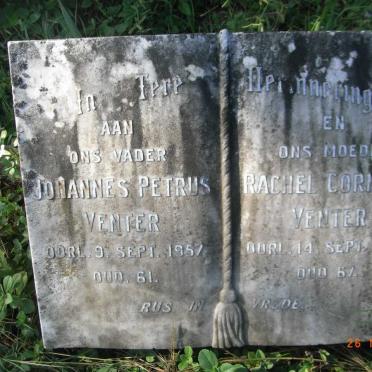 In Tere Herinnering
AAN
ONS VADER
JOHANNES PETRUS
VENTER
OORL. 9. SEPT. 1957
OUD. 61.
EN
ONS MOED
RACHEL COR
VENTER
OORL. 14. SEPT.
OUD 67.
RUS IN VREDE.
26